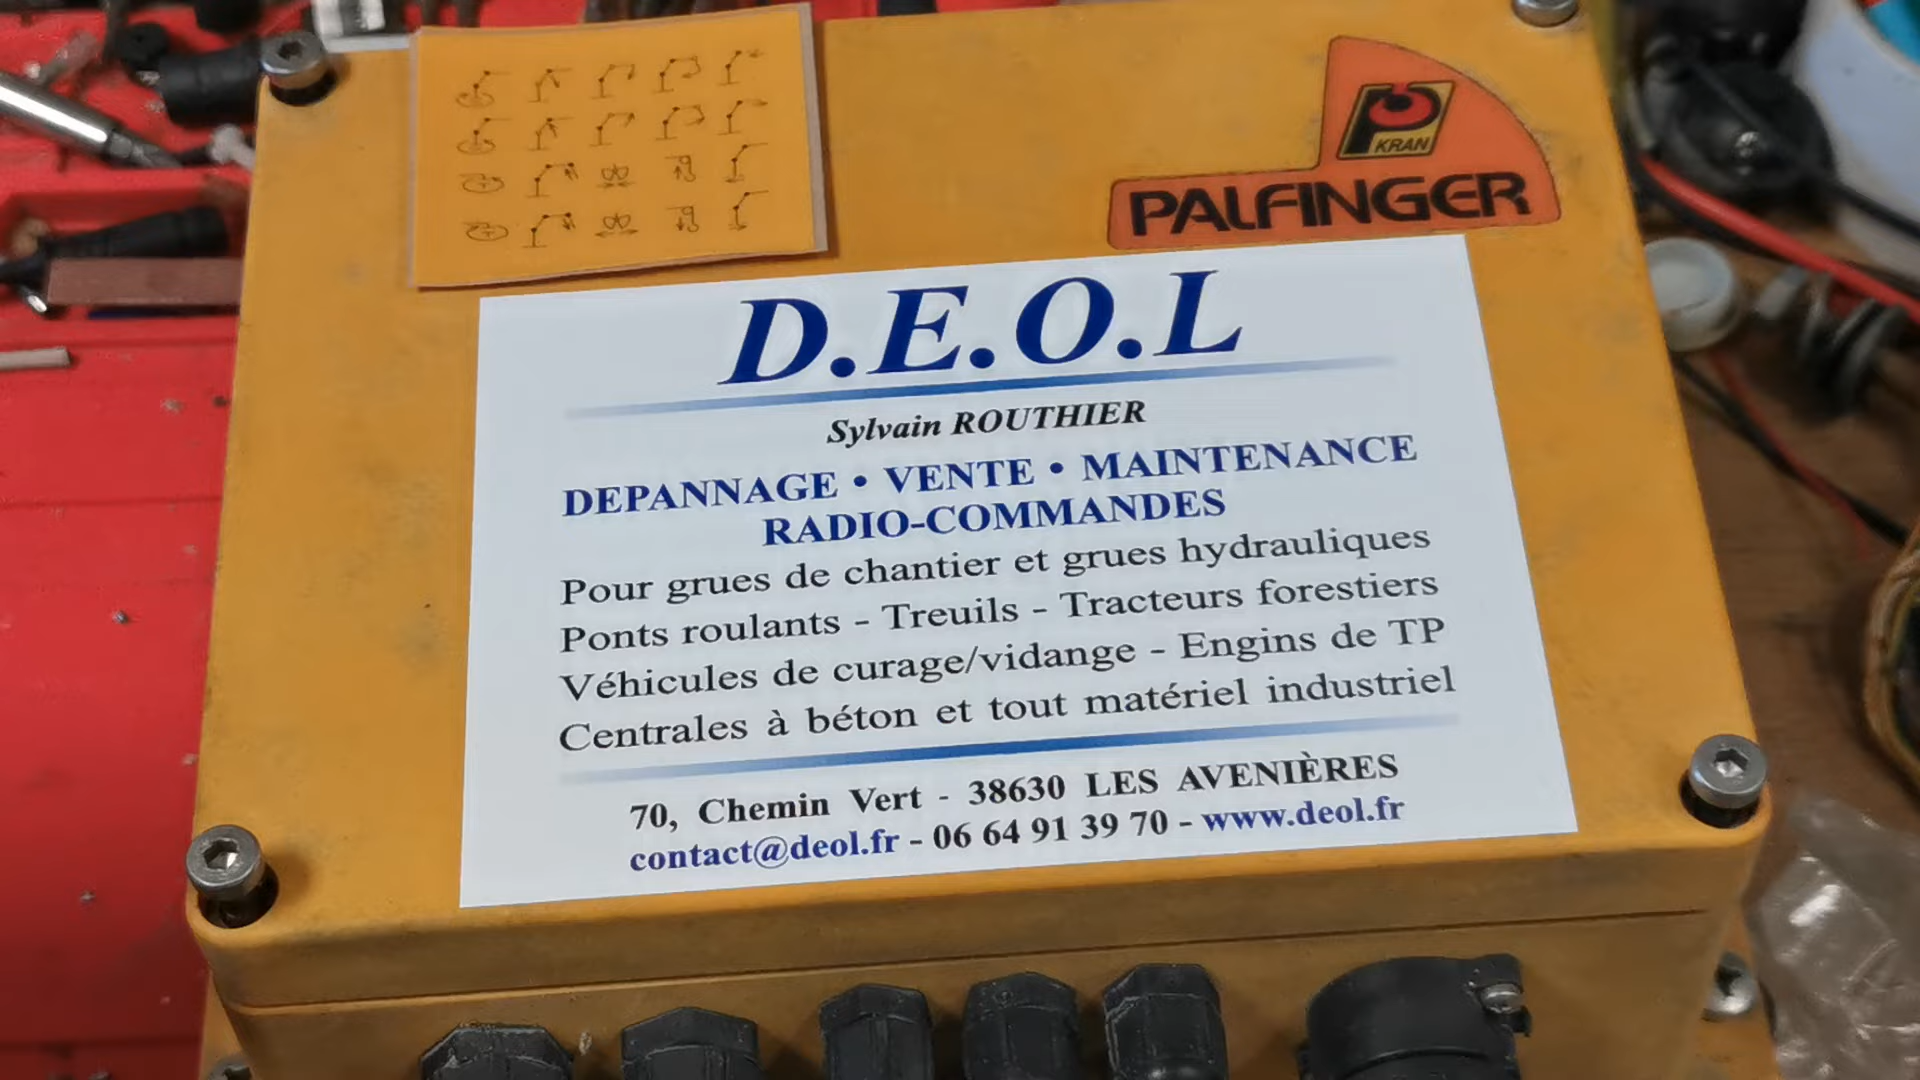 KRAN
PALFINGER
D.E.O.L
Sylvain ROUTHIER
DEPANNAGE • VENTE • MAINTENANCE
RADIO-COMMANDES
Pour grues de chantier et grues hydrauliques
Ponts roulants - Treuils - Tracteurs forestiers
Véhicules de curage/vidange - Engins de TP
Centrales à béton et tout matériel industriel
70, Chemin Vert - 38630 LES AVENIÈRES
contact@deol.fr - 06 64 91 39 70 - www.deol.fr